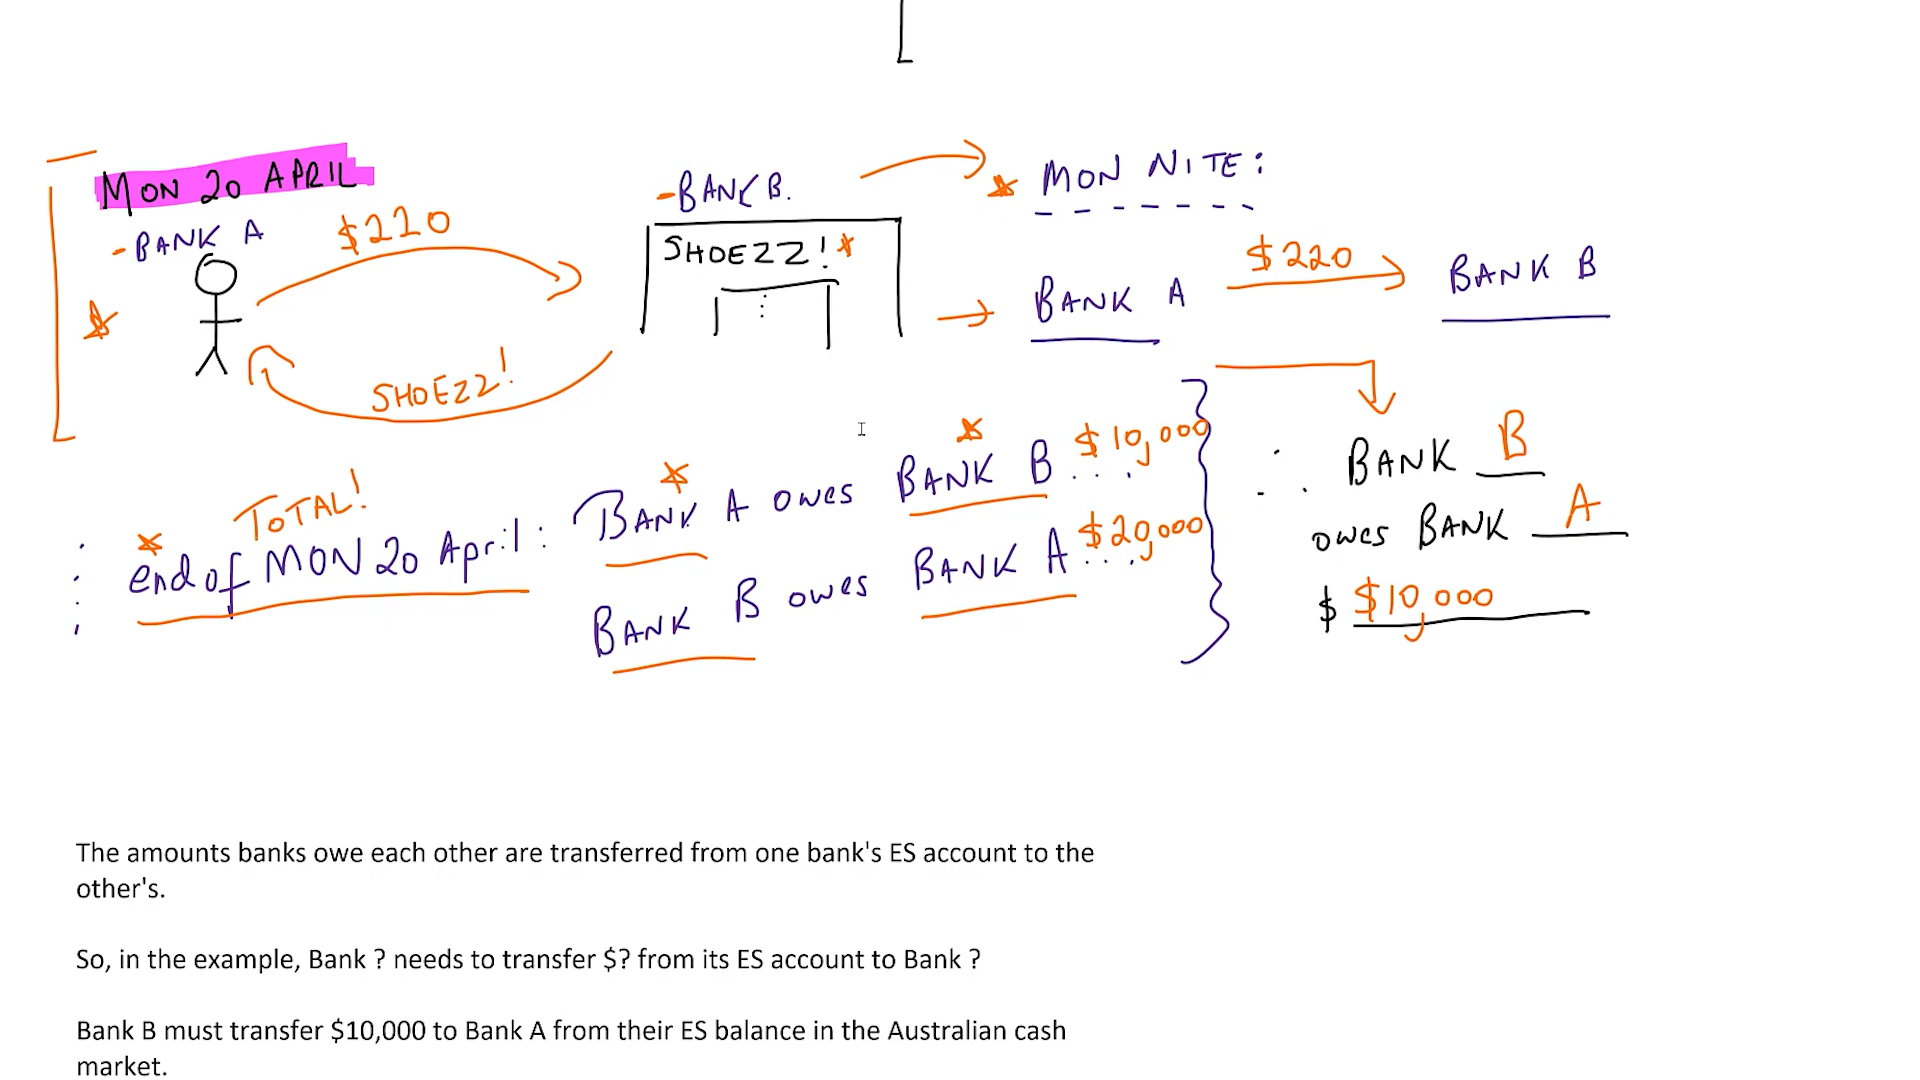 MON 20 APRIL
-BANK A
$220
-BANK B.
SHOEZZ!
SHOEZZ!
MON NITE:
BANK A
$220
BANK B
TOTAL!
end of MON 20 April:
BANK A owes BANK B $10,000
BANK B owes BANK A $20,000
BANK B
owes BANK A
$ $10,000
The amounts banks owe each other are transferred from one bank's ES account to the
other's.
So, in the example, Bank ? needs to transfer $? from its ES account to Bank ?
Bank B must transfer $10,000 to Bank A from their ES balance in the Australian cash
market.